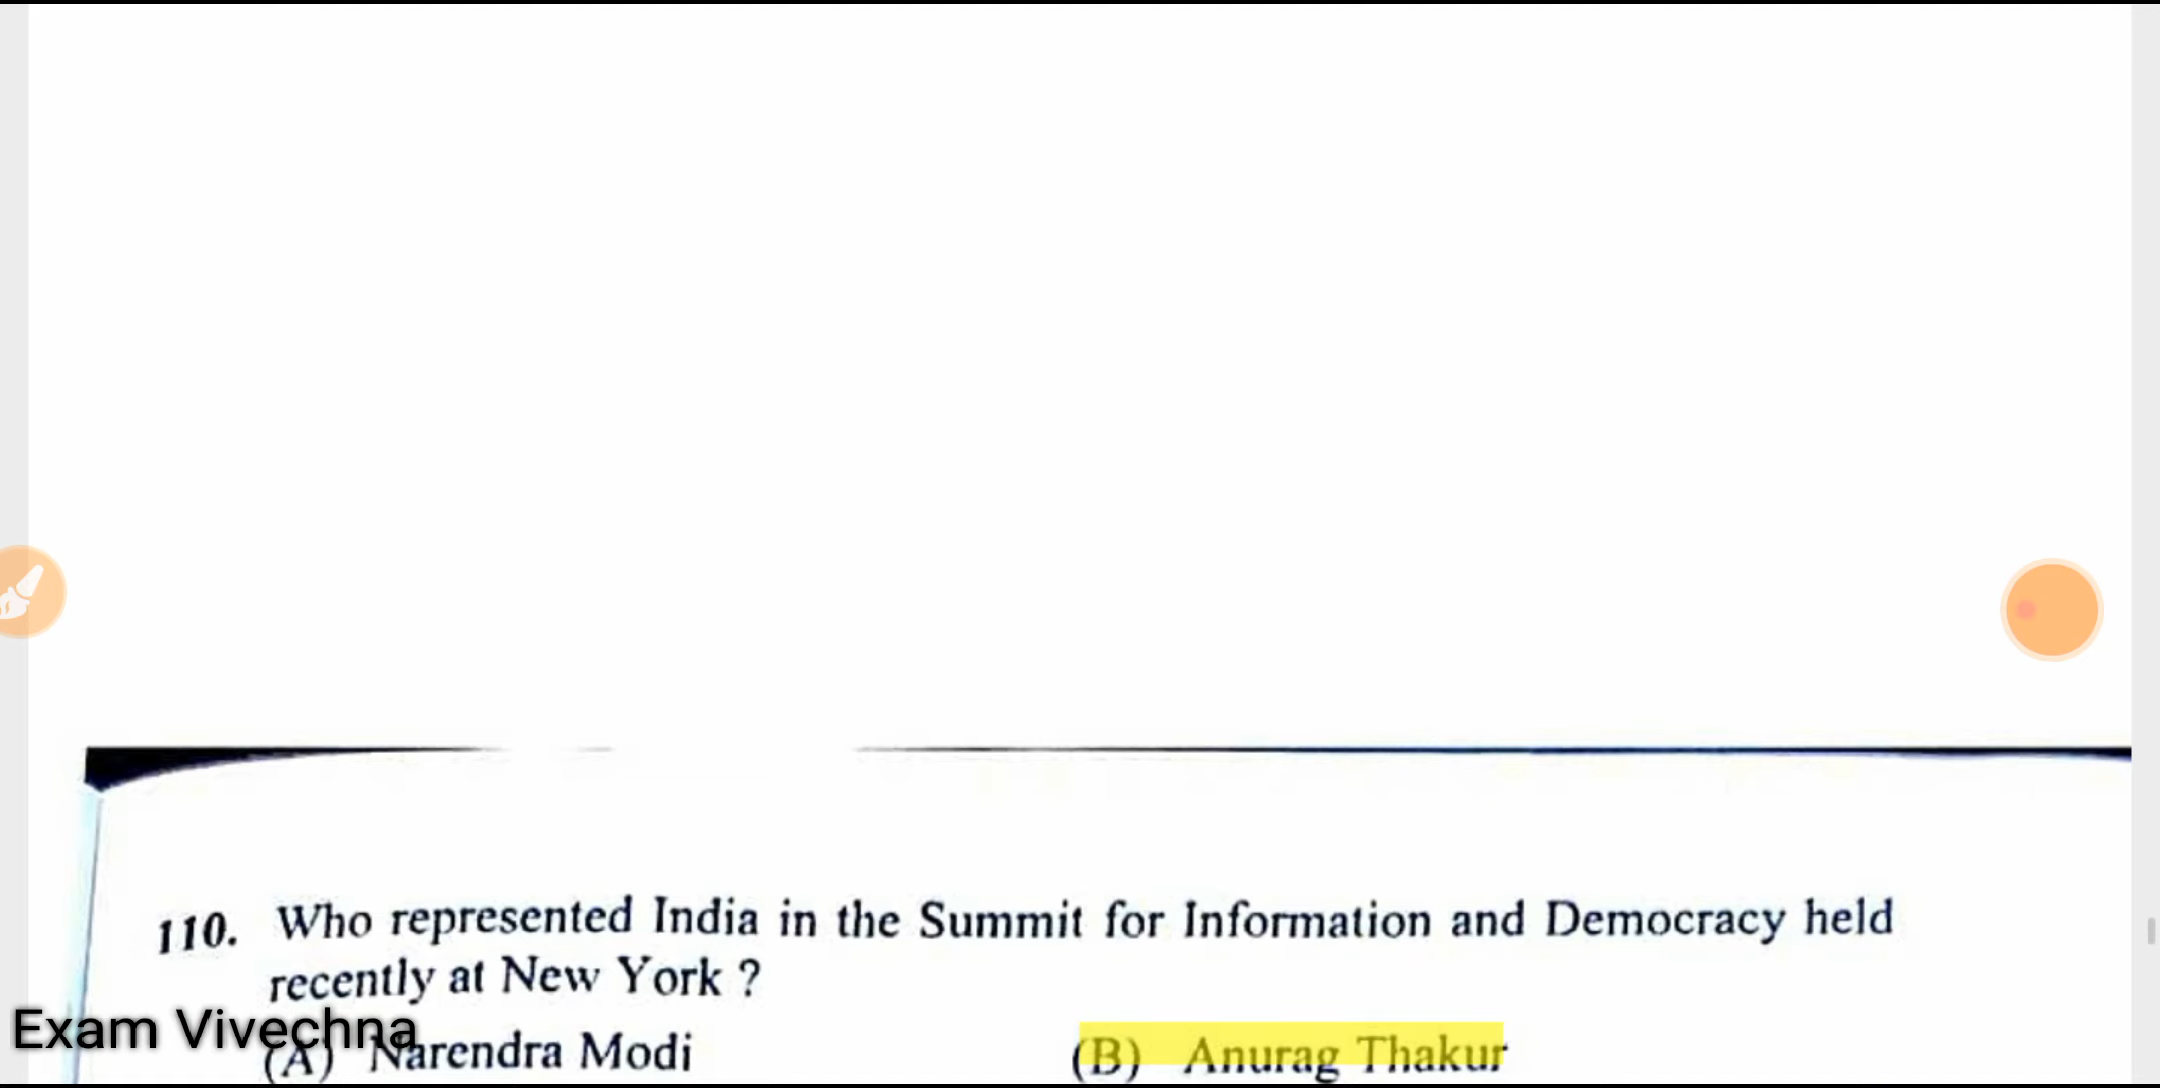 110. Who represented India in the Summit for Information and Democracy held
recently at New York ?
Exam Vivechna
(A) Narendra Modi (B) Anurag Thakur